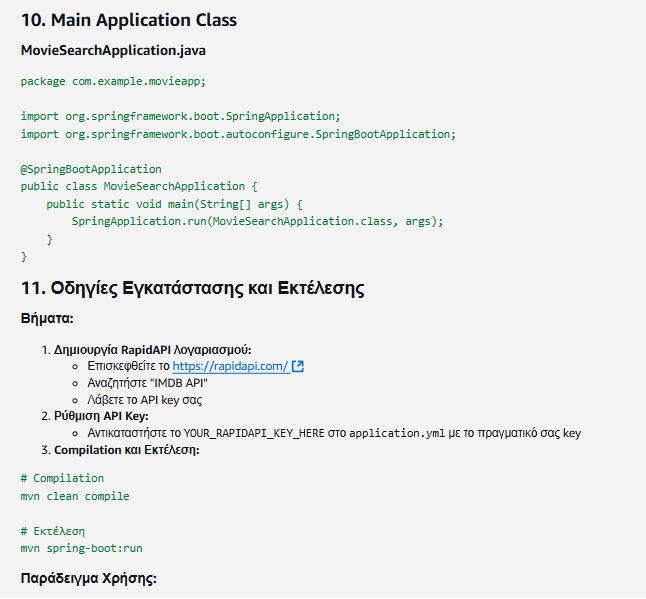 10. Main Application Class
MovieSearchApplication.java
package com.example.movieapp;
import org.springframework.boot.SpringApplication;
import org.springframework.boot.autoconfigure.SpringBootApplication;
@SpringBootApplication
public class MovieSearchApplication {
    public static void main(String[] args) {
        SpringApplication.run(MovieSearchApplication.class, args);
    }
}
11. Οδηγίες Εγκατάστασης και Εκτέλεσης
Βήματα:
1. Δημιουργία RapidAPI λογαριασμού:
Επισκεφθείτε το https://rapidapi.com/
Αναζητήστε "IMDB API"
Λάβετε το API key σας
2. Ρύθμιση API Key:
Αντικαταστήστε το YOUR_RAPIDAPI_KEY_HERE στο application.yml με το πραγματικό σας key
3. Compilation και Εκτέλεση:
# Compilation
mvn clean compile
# Εκτέλεση
mvn spring-boot:run
Παράδειγμα Χρήσης: